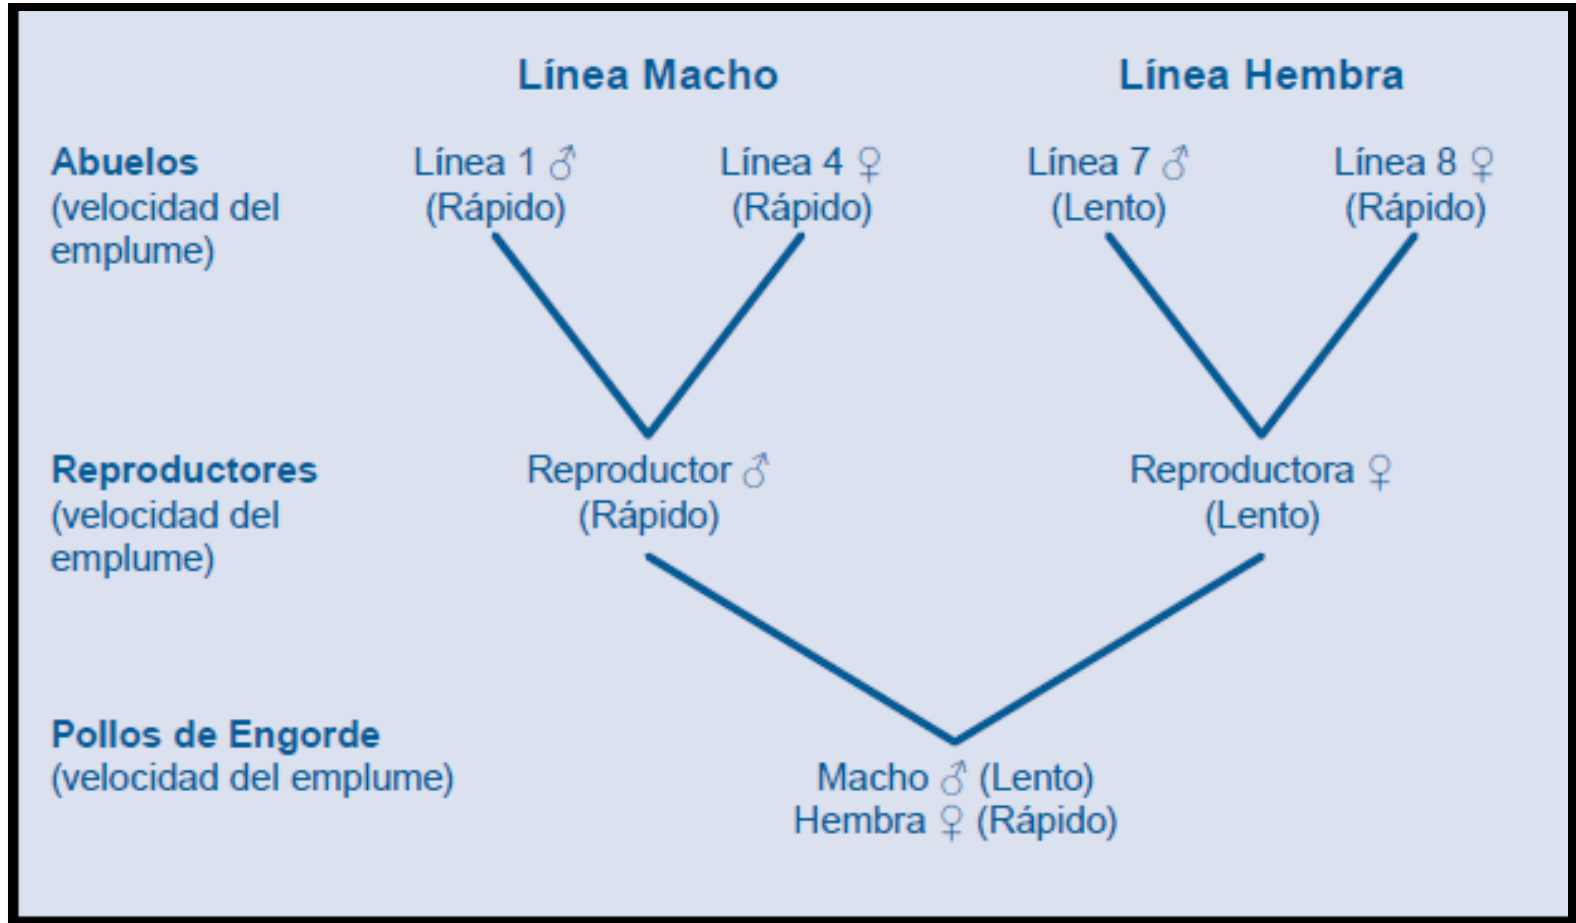 Línea Macho Línea Hembra
Abuelos Línea 1 ♂ Línea 4 ♀ Línea 7 ♂ Línea 8 ♀
(velocidad del (Rápido) (Rápido) (Lento) (Rápido)
emplume)
Reproductores Reproductor ♂ Reproductora ♀
(velocidad del (Rápido) (Lento)
emplume)
Pollos de Engorde
(velocidad del emplume) Macho ♂ (Lento)
Hembra ♀ (Rápido)